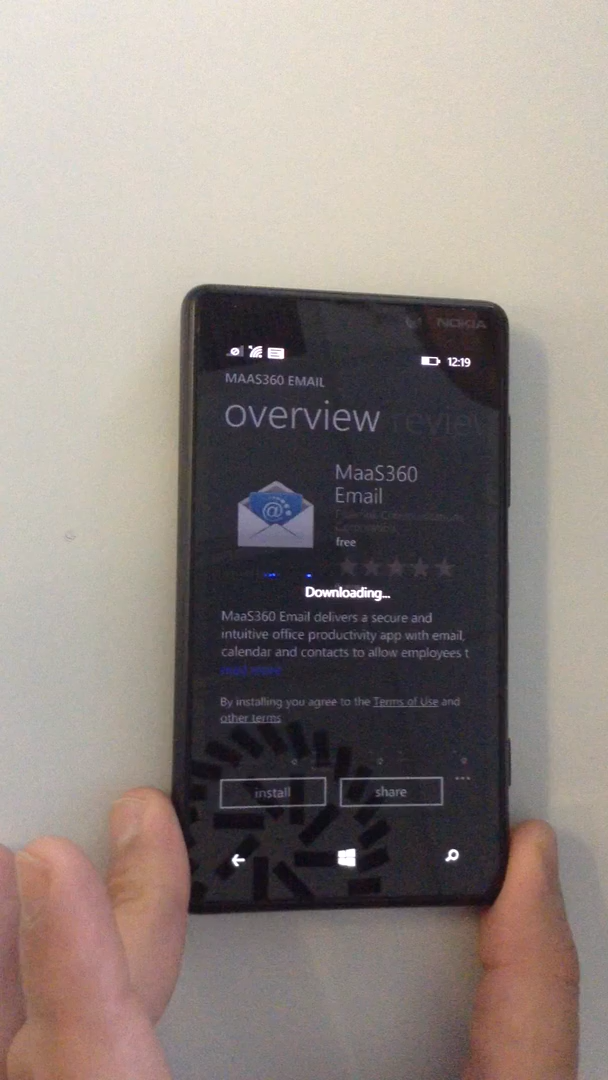 NOKIA
12:19
MAAS360 EMAIL
overview
MaaS360
Email
free
Downloading...
MaaS360 Email delivers a secure and
intuitive office productivity app with email,
calendar and contacts to allow employees t
read more
By installing you agree to the Terms of Use and
other terms
install
share
...